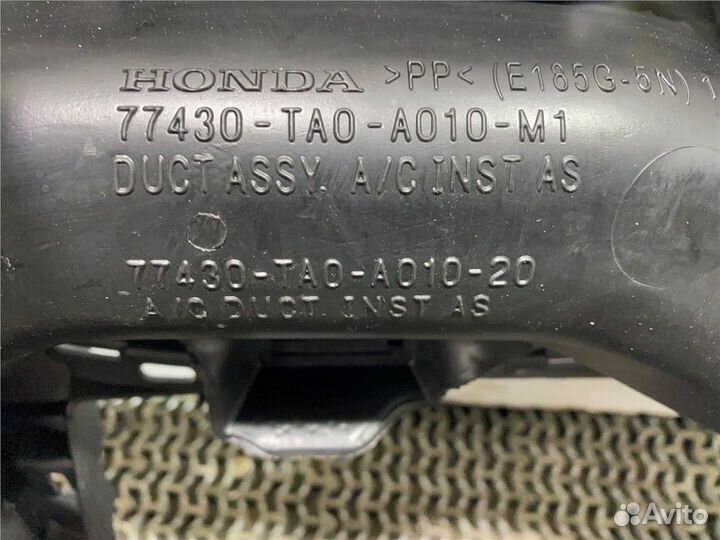 HONDA >PP< (E185G-5N) 1
77430-TA0-A010-M1
DUCT ASSY. A/C INST AS
77430-TA0-A010-20
A/C DUCT. INST AS
Avito